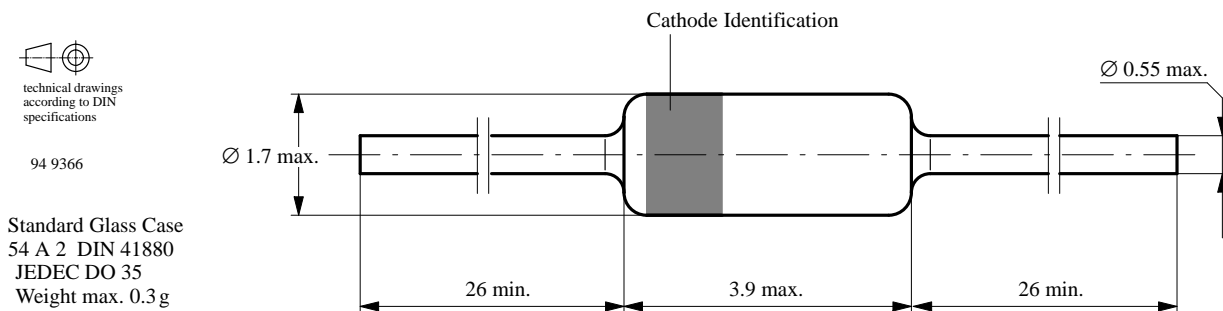 Cathode Identification
technical drawings
according to DIN
specifications
94 9366
∅ 1.7 max.
∅ 0.55 max.
Standard Glass Case
54 A 2 DIN 41880
JEDEC DO 35
Weight max. 0.3 g
26 min.
3.9 max.
26 min.